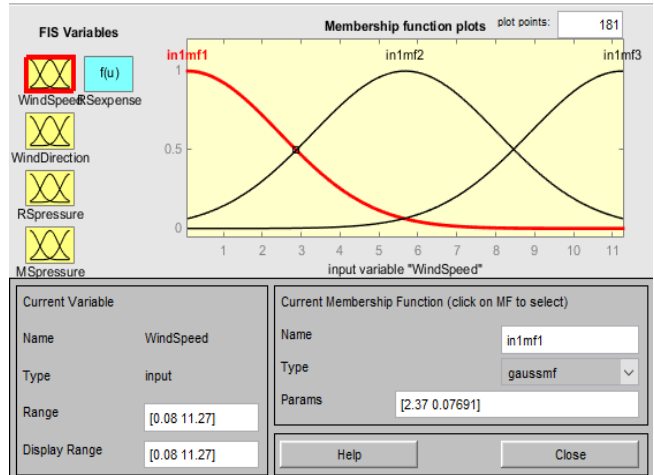 FIS Variables
Membership function plots
plot points:
181
f(u)
WindSpeed
RSexpense
WindDirection
RSpressure
MSpressure
in1mf1
in1mf2
in1mf3
1
0.5
0
1 2 3 4 5 6 7 8 9 10 11
input variable "WindSpeed"
Current Variable
Name WindSpeed
Type input
Range [0.08 11.27]
Display Range [0.08 11.27]
Current Membership Function (click on MF to select)
Name in1mf1
Type gaussmf
Params [2.37 0.07691]
Help Close